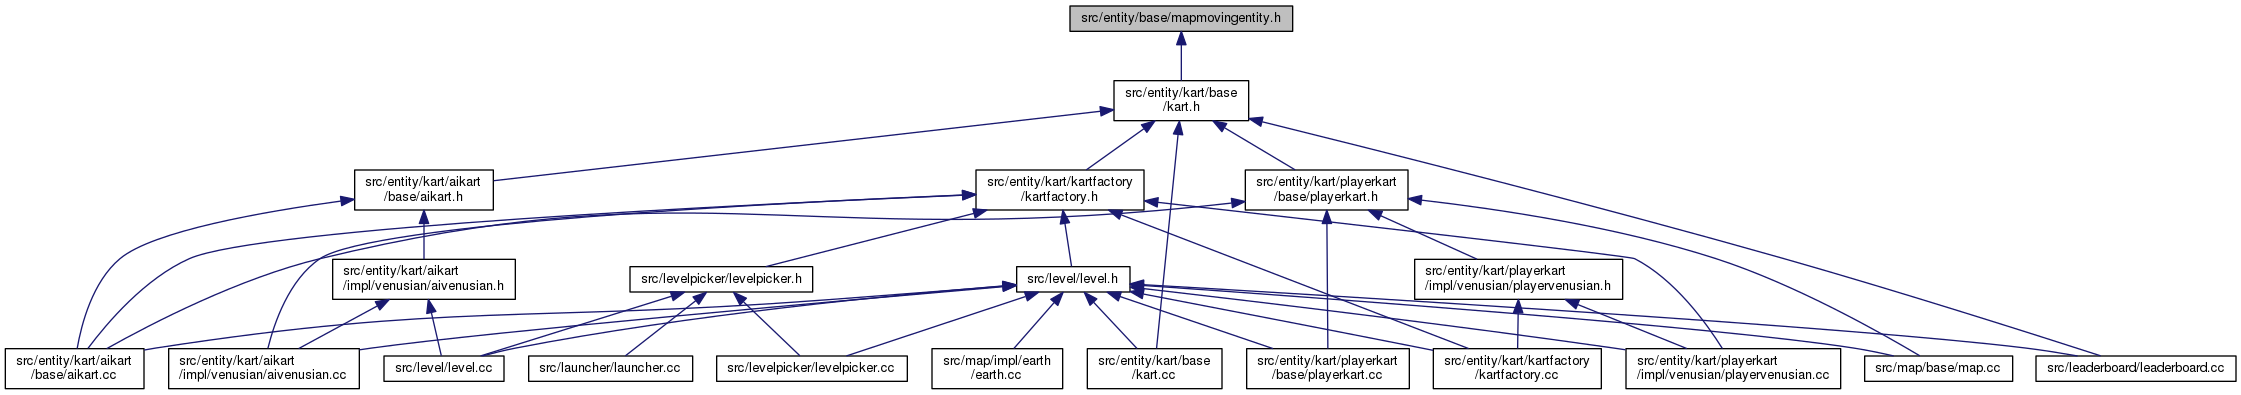 src/entity/base/mapmovingentity.h
src/entity/kart/base
/kart.h
src/entity/kart/aikart
/base/aikart.h
src/entity/kart/kartfactory
/kartfactory.h
src/entity/kart/playerkart
/base/playerkart.h
src/entity/kart/aikart
/impl/venusian/aivenusian.h
src/levelpicker/levelpicker.h
src/level/level.h
src/entity/kart/playerkart
/impl/venusian/playervenusian.h
src/entity/kart/aikart
/base/aikart.cc
src/entity/kart/aikart
/impl/venusian/aivenusian.cc
src/level/level.cc
src/launcher/launcher.cc
src/levelpicker/levelpicker.cc
src/map/impl/earth
/earth.cc
src/entity/kart/base
/kart.cc
src/entity/kart/playerkart
/base/playerkart.cc
src/entity/kart/kartfactory
/kartfactory.cc
src/entity/kart/playerkart
/impl/venusian/playervenusian.cc
src/map/base/map.cc
src/leaderboard/leaderboard.cc